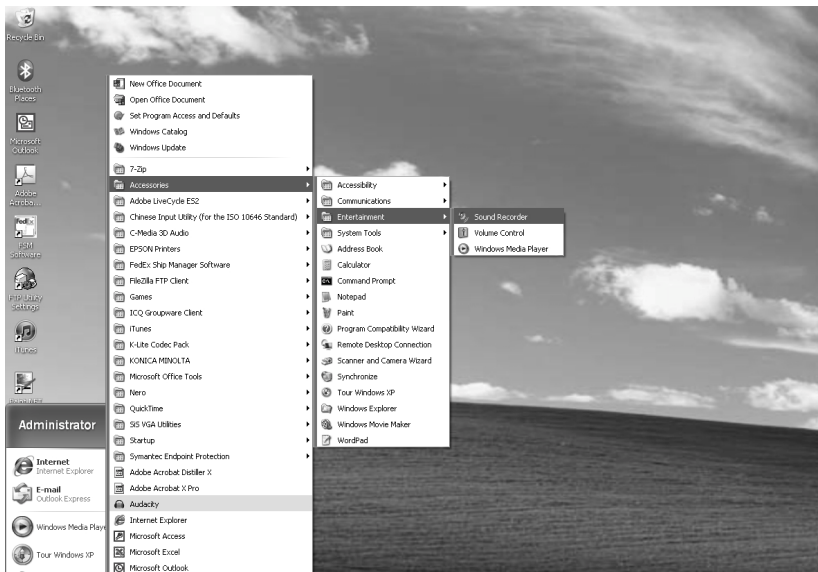 Recycle Bin
Bluetooth
Places
Microsoft
Outlook
Adobe
Acroba...
FedEx
FSM
Software
FTP Utility
Settings
iTunes
Administrator
Internet
Internet Explorer
E-mail
Outlook Express
Windows Media Playe
Tour Windows XP
New Office Document
Open Office Document
Set Program Access and Defaults
Windows Catalog
Windows Update
7-Zip
Accessories
Adobe LiveCycle ES2
Chinese Input Utility (for the ISO 10646 Standard)
C-Media 3D Audio
EPSON Printers
FedEx Ship Manager Software
FileZilla FTP Client
Games
ICQ Groupware Client
iTunes
K-Lite Codec Pack
KONICA MINOLTA
Microsoft Office Tools
Nero
QuickTime
SiS VGA Utilities
Startup
Symantec Endpoint Protection
Adobe Acrobat Distiller X
Adobe Acrobat X Pro
Audacity
Internet Explorer
Microsoft Access
Microsoft Excel
Microsoft Outlook
Accessibility
Communications
Entertainment
System Tools
Address Book
Calculator
Command Prompt
Notepad
Paint
Program Compatibility Wizard
Remote Desktop Connection
Scanner and Camera Wizard
Synchronize
Tour Windows XP
Windows Explorer
Windows Movie Maker
WordPad
Sound Recorder
Volume Control
Windows Media Player